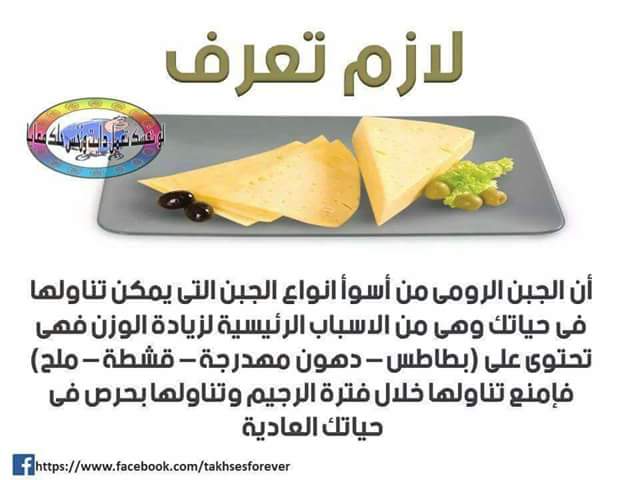 لازم تعرف
أن الجبن الرومى من أسوأ انواع الجبن التى يمكن تناولها
فى حياتك وهى من الاسباب الرئيسية لزيادة الوزن فهى
تحتوى على (بطاطس – دهون مهدرجة – قشطة – ملح)
فإمنع تناولها خلال فترة الرجيم وتناولها بحرص فى
حياتك العادية
https://www.facebook.com/takhsesforever